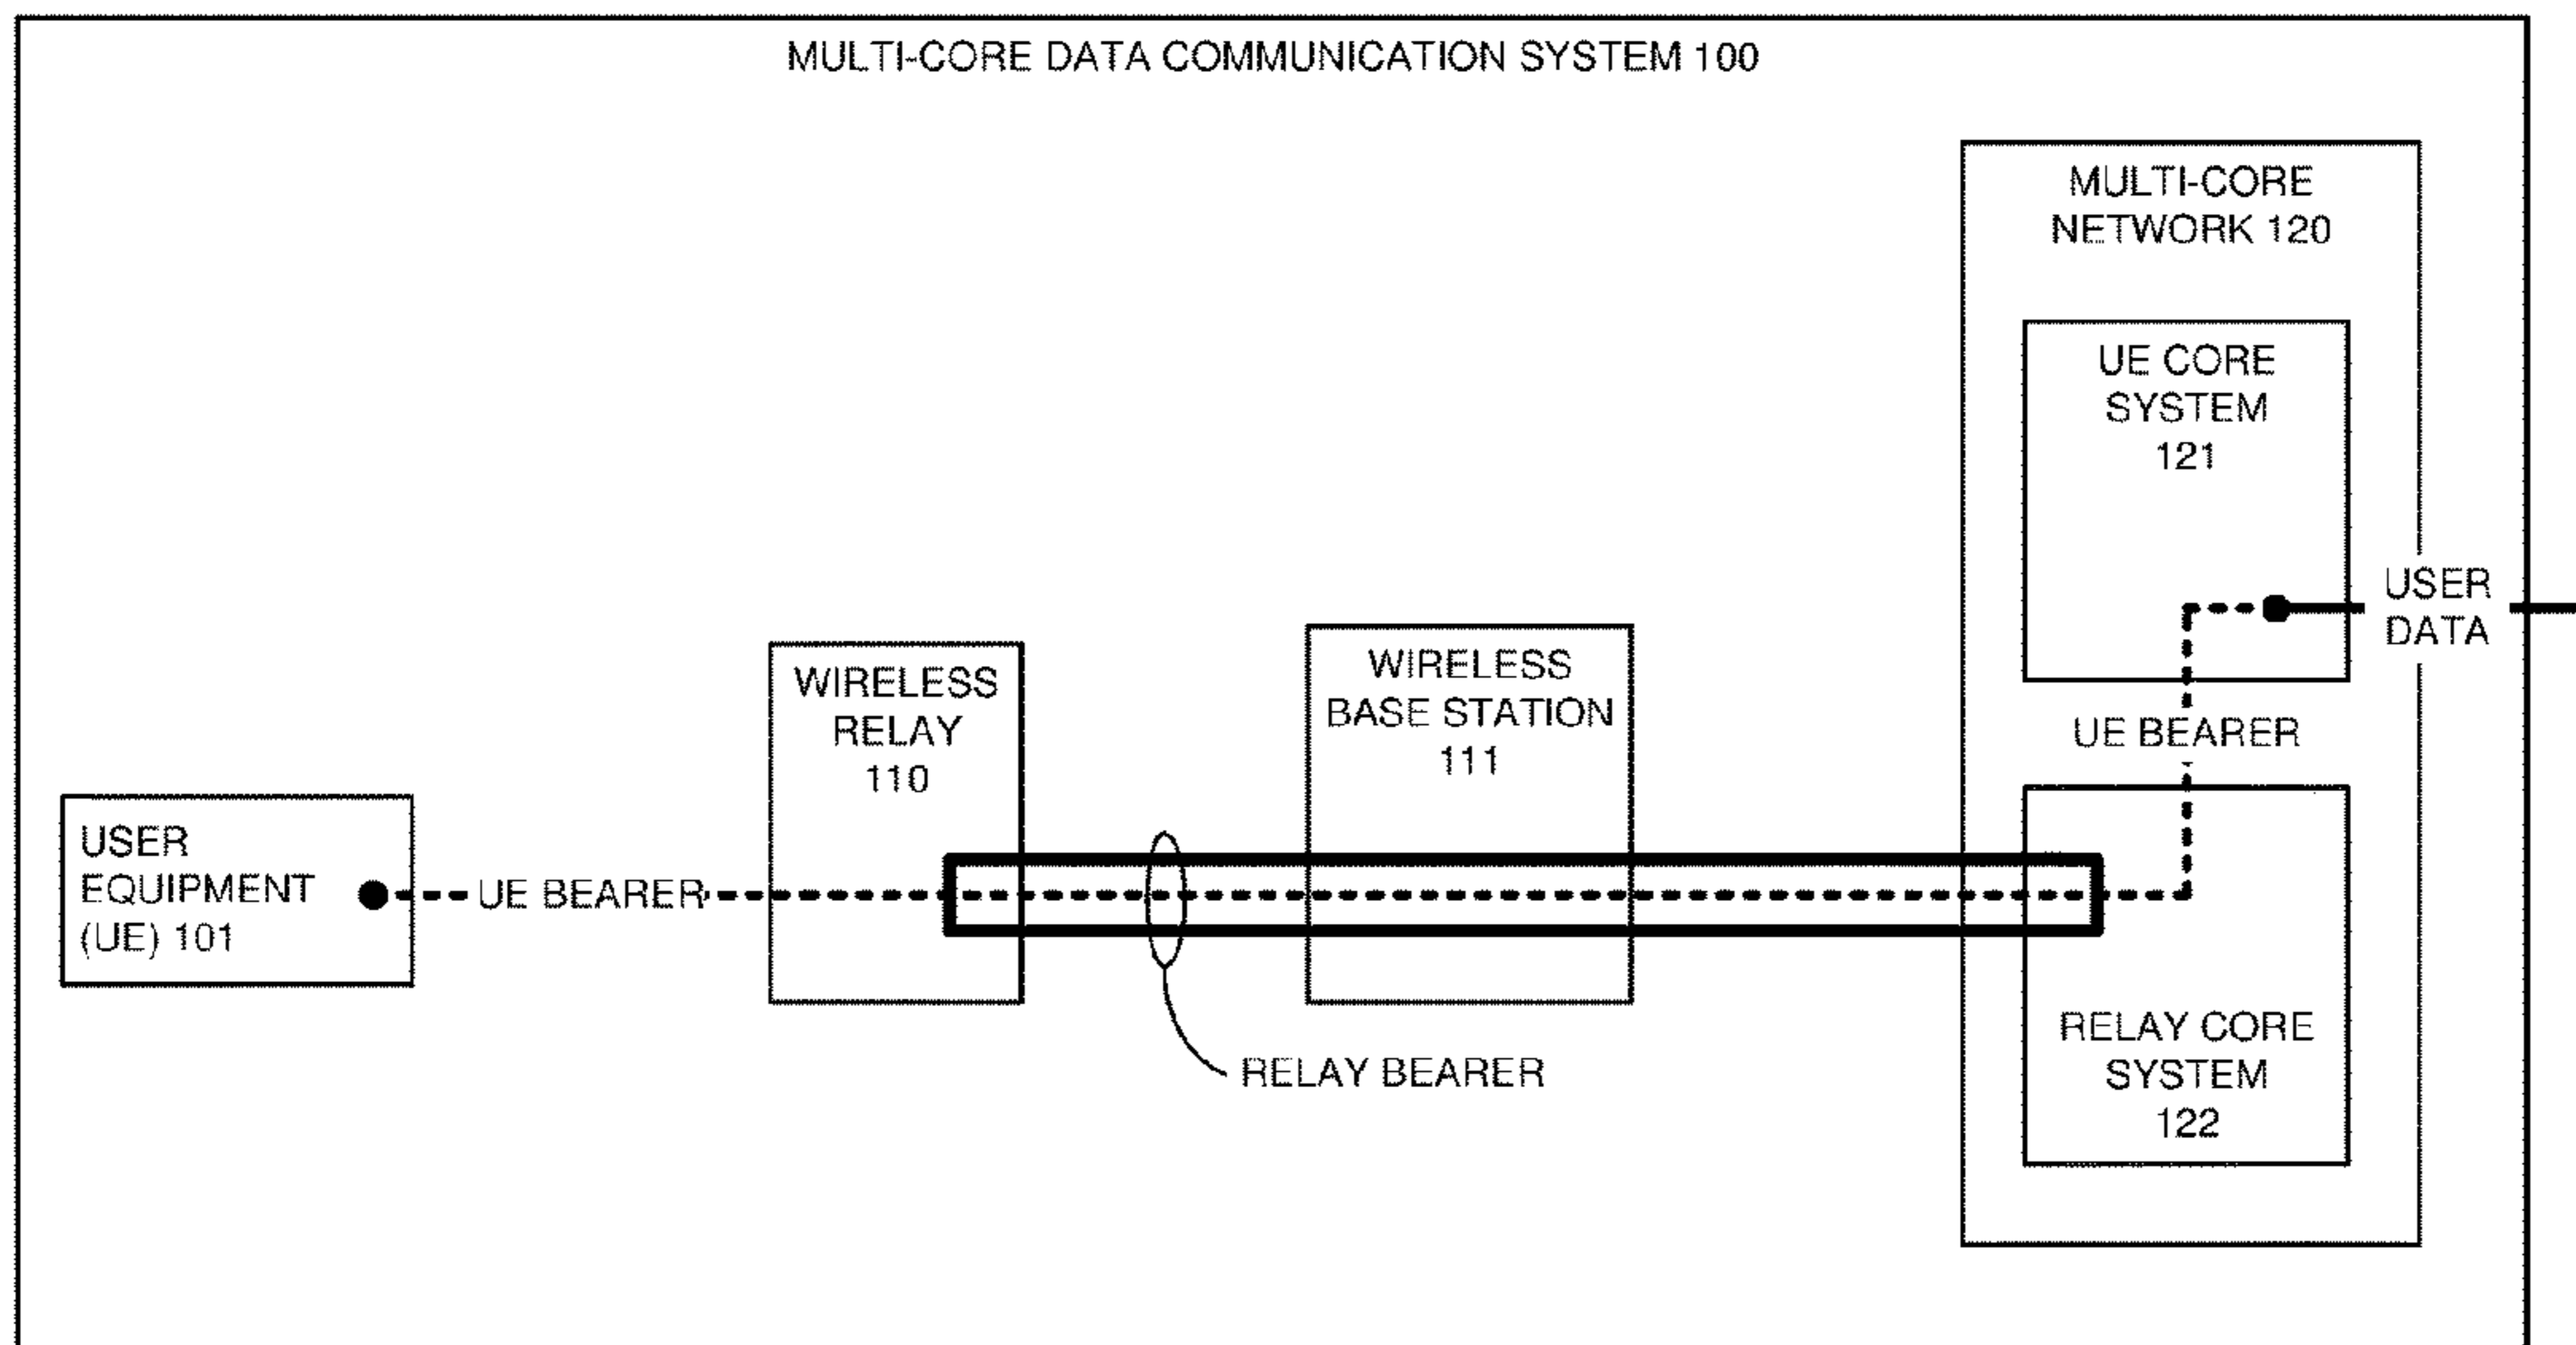 MULTI-CORE DATA COMMUNICATION SYSTEM 100
MULTI-CORE
NETWORK 120
UE CORE
SYSTEM
121
USER
DATA
UE BEARER
WIRELESS
RELAY
110
WIRELESS
BASE STATION
111
USER
EQUIPMENT
(UE) 101
UE BEARER
RELAY BEARER
RELAY CORE
SYSTEM
122